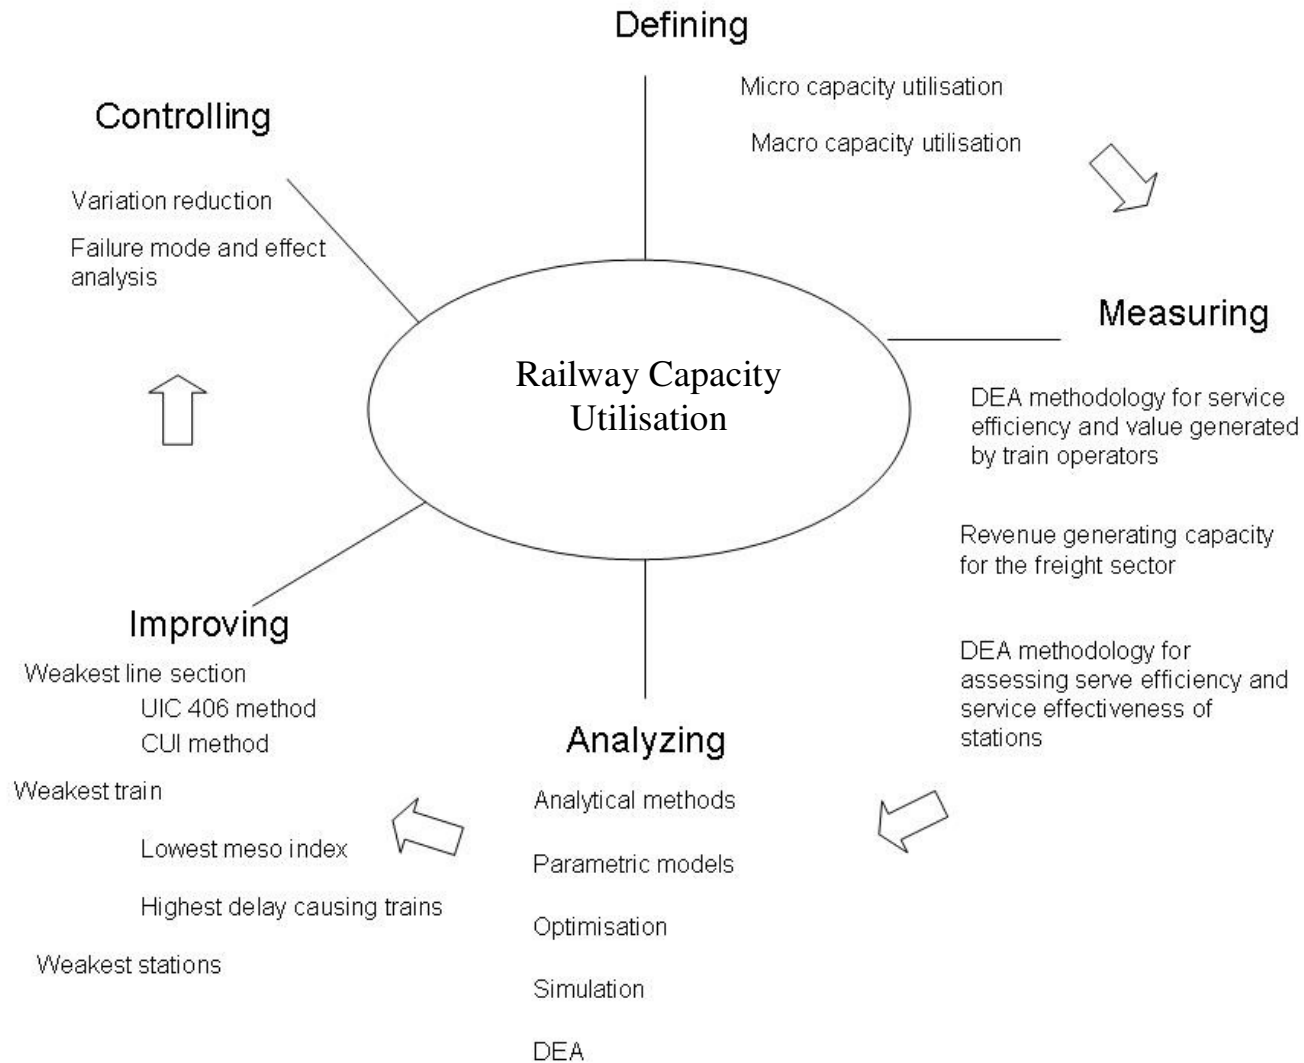 Defining
Micro capacity utilisation
Macro capacity utilisation
Controlling
Variation reduction
Failure mode and effect
analysis
Railway Capacity
Utilisation
Measuring
DEA methodology for service
efficiency and value generated
by train operators
Revenue generating capacity
for the freight sector
DEA methodology for
assessing serve efficiency and
service effectiveness of
stations
Improving
Weakest line section
UIC 406 method
CUI method
Weakest train
Lowest meso index
Highest delay causing trains
Weakest stations
Analyzing
Analytical methods
Parametric models
Optimisation
Simulation
DEA